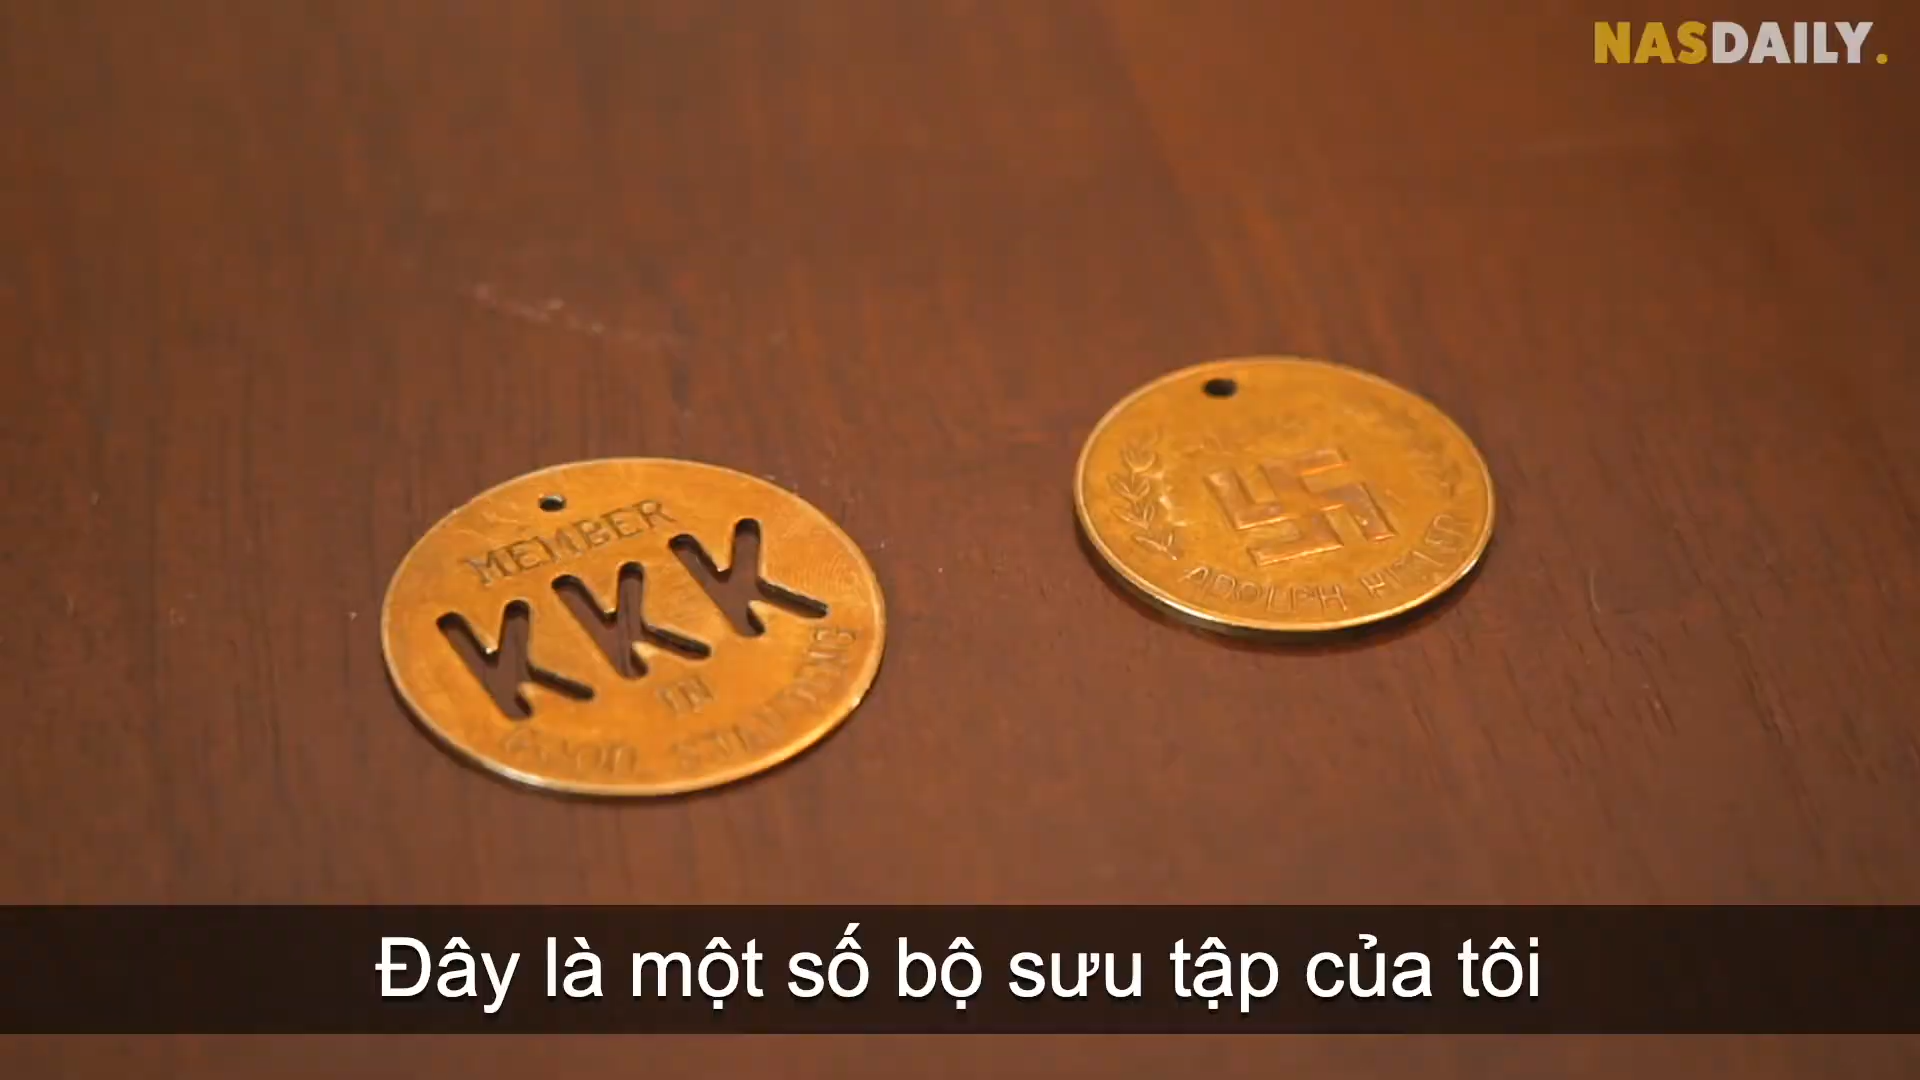 NASDAILY.
MEMBER
KKK
IN
GOOD STANDING
ADOLPH HITLER
Đây là một số bộ sưu tập của tôi